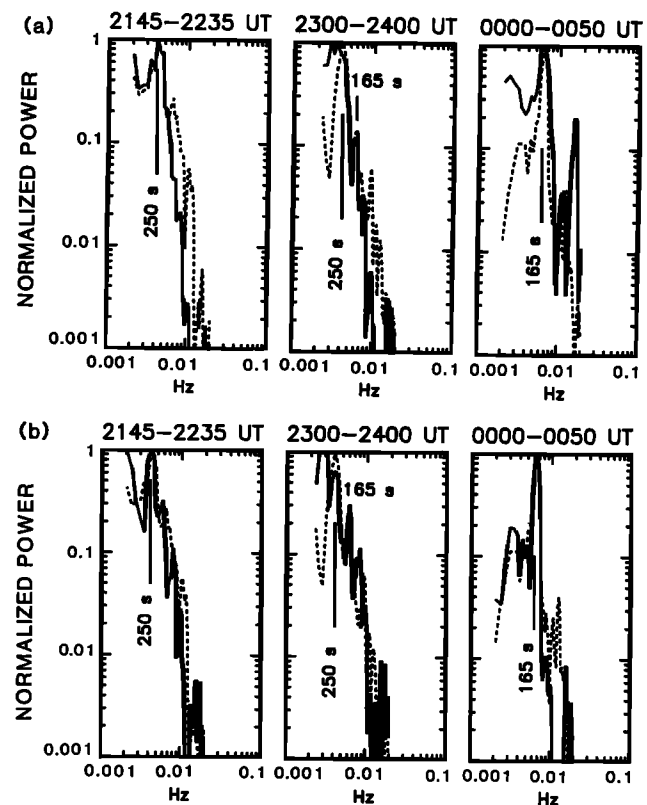 (a)
2145–2235 UT
2300–2400 UT
0000–0050 UT
NORMALIZED POWER
1
0.1
0.01
0.001
250 s
165 s
250 s
165 s
0.001
0.01
0.1
Hz
0.001
0.01
0.1
Hz
0.001
0.01
0.1
Hz
(b)
2145–2235 UT
2300–2400 UT
0000–0050 UT
NORMALIZED POWER
1
0.1
0.01
0.001
250 s
165 s
250 s
165 s
0.001
0.01
0.1
Hz
0.001
0.01
0.1
Hz
0.001
0.01
0.1
Hz